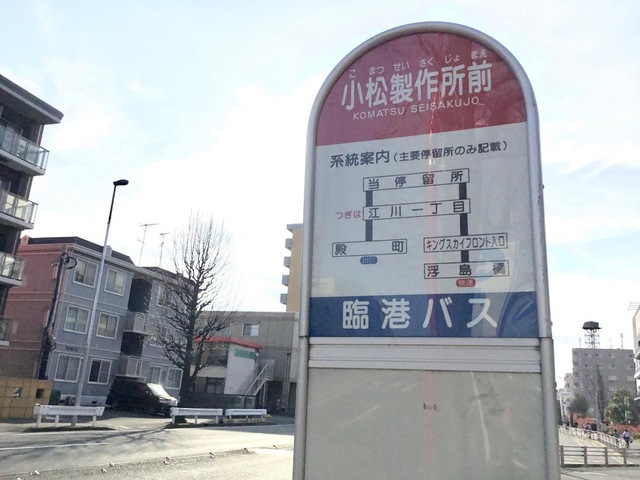 こまつせいさくじょまえ
小松製作所前
KOMATSU SEISAKUJO
系統案内(主要停留所のみ記載)
当停留所
つぎは 江川一丁目
殿町 キングスカイフロント入口
浮島橋
快速
臨港バス